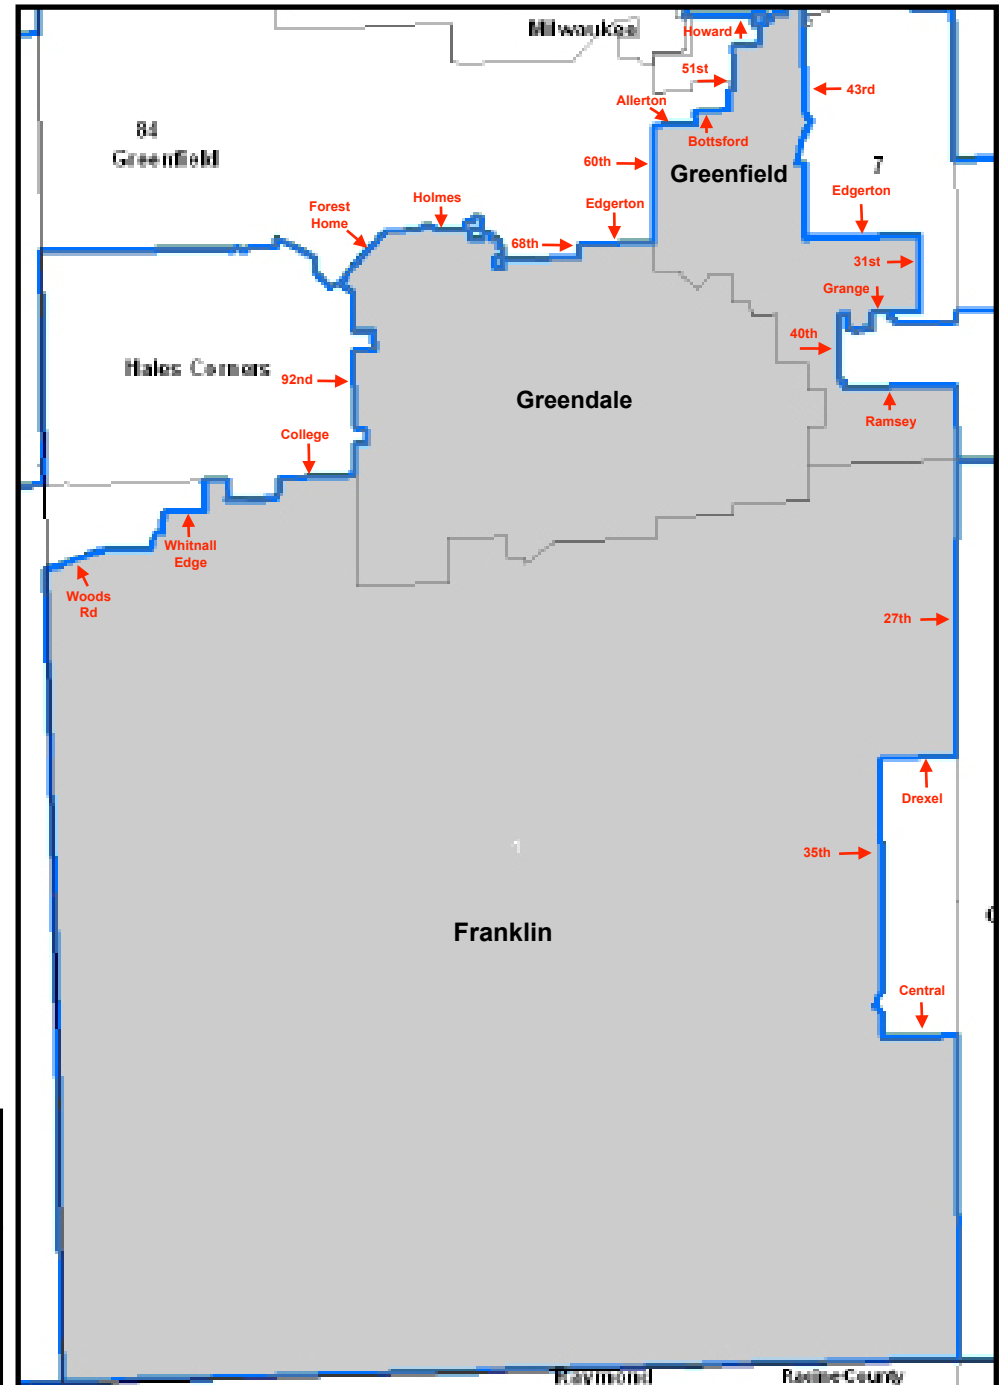 Milwaukee
Howard
51st
43rd
Allerton
84
Greenfield
Bottsford
60th
Greenfield
7
Edgerton
Holmes
Forest
Home
Edgerton
68th
31st
Grange
40th
Hales Corners
92nd
Greendale
Ramsey
College
Whitnall
Edge
Woods
Rd
27th
Drexel
1
35th
Franklin
Central
Raymond
Racine County